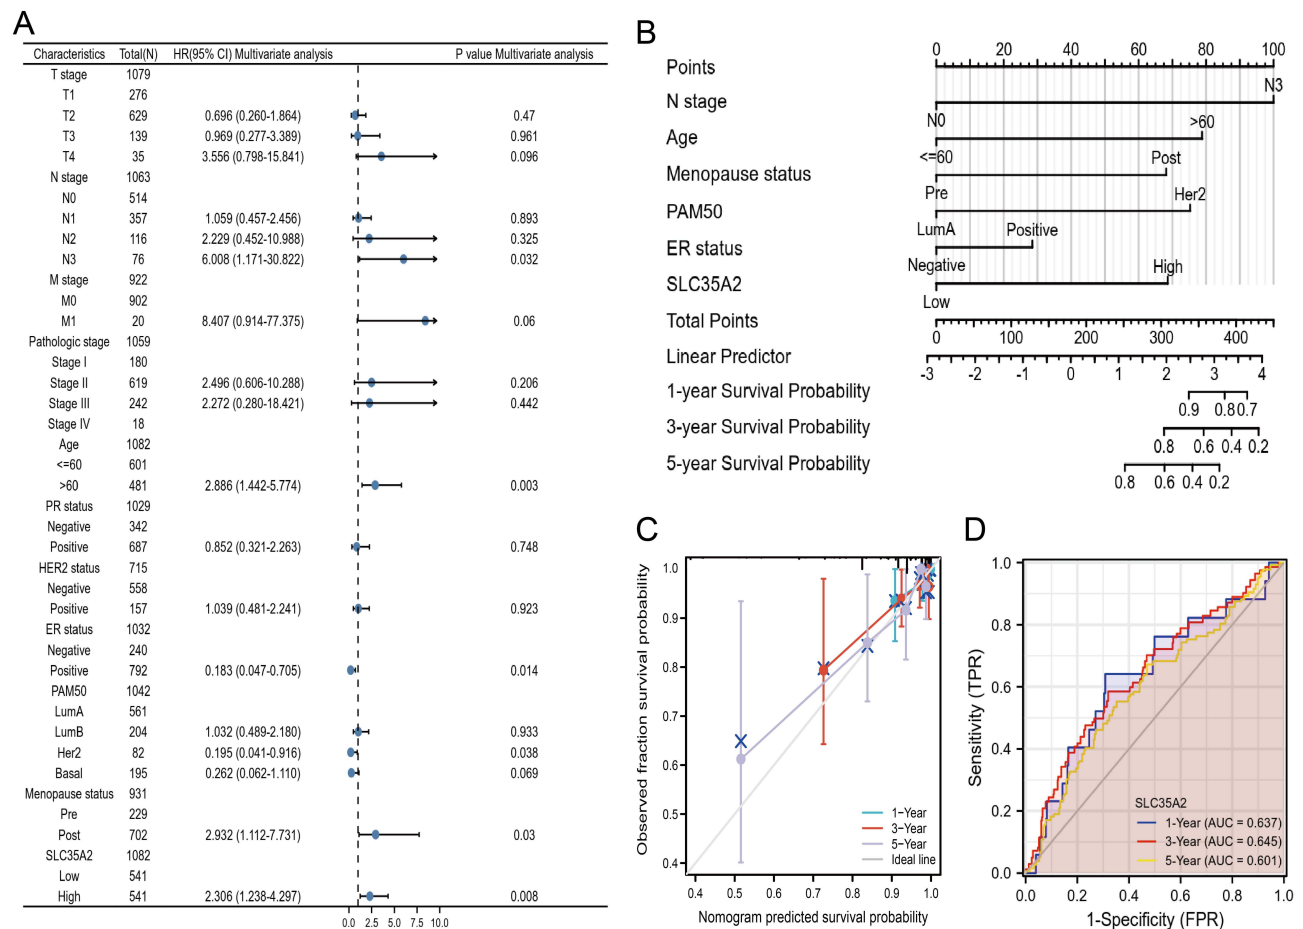 A
Characteristics Total(N) HR(95% CI) Multivariate analysis P value Multivariate analysis
T stage 1079
T1 276
T2 629 0.696 (0.260-1.864) 0.47
T3 139 0.969 (0.277-3.389) 0.961
T4 35 3.556 (0.798-15.841) 0.096
N stage 1063
N0 514
N1 357 1.059 (0.457-2.456) 0.893
N2 116 2.229 (0.452-10.988) 0.325
N3 76 6.008 (1.171-30.822) 0.032
M stage 922
M0 902
M1 20 8.407 (0.914-77.375) 0.06
Pathologic stage 1059
Stage I 180
Stage II 619 2.496 (0.606-10.288) 0.206
Stage III 242 2.272 (0.280-18.421) 0.442
Stage IV 18
Age 1082
<=60 601
>60 481 2.886 (1.442-5.774) 0.003
PR status 1029
Negative 342
Positive 687 0.852 (0.321-2.263) 0.748
HER2 status 715
Negative 558
Positive 157 1.039 (0.481-2.241) 0.923
ER status 1032
Negative 240
Positive 792 0.183 (0.047-0.705) 0.014
PAM50 1042
LumA 561
LumB 204 1.032 (0.489-2.180) 0.933
Her2 82 0.195 (0.041-0.916) 0.038
Basal 195 0.262 (0.062-1.110) 0.069
Menopause status 931
Pre 229
Post 702 2.932 (1.112-7.731) 0.03
SLC35A2 1082
Low 541
High 541 2.306 (1.238-4.297) 0.008
0.0 2.5 5.0 7.5 10.0
B
0 20 40 60 80 100
Points
N3
N stage
N0 >60
Age
<=60 Post
Menopause status
Pre Her2
PAM50
LumA Positive
ER status
Negative High
SLC35A2
Low
Total Points
0 100 200 300 400
Linear Predictor
-3 -2 -1 0 1 2 3 4
1-year Survival Probability
0.9 0.8 0.7
3-year Survival Probability
0.8 0.6 0.4 0.2
5-year Survival Probability
0.8 0.6 0.4 0.2
C
Observed fraction survival probability
1.0
0.9
0.8
0.7
0.6
0.5
0.4
1-Year
3-Year
5-Year
Ideal line
0.4 0.5 0.6 0.7 0.8 0.9 1.0
Nomogram predicted survival probability
D
Sensitivity (TPR)
1.0
0.8
0.6
0.4
0.2
0.0
SLC35A2
1-Year (AUC = 0.637)
3-Year (AUC = 0.645)
5-Year (AUC = 0.601)
0.0 0.2 0.4 0.6 0.8 1.0
1-Specificity (FPR)